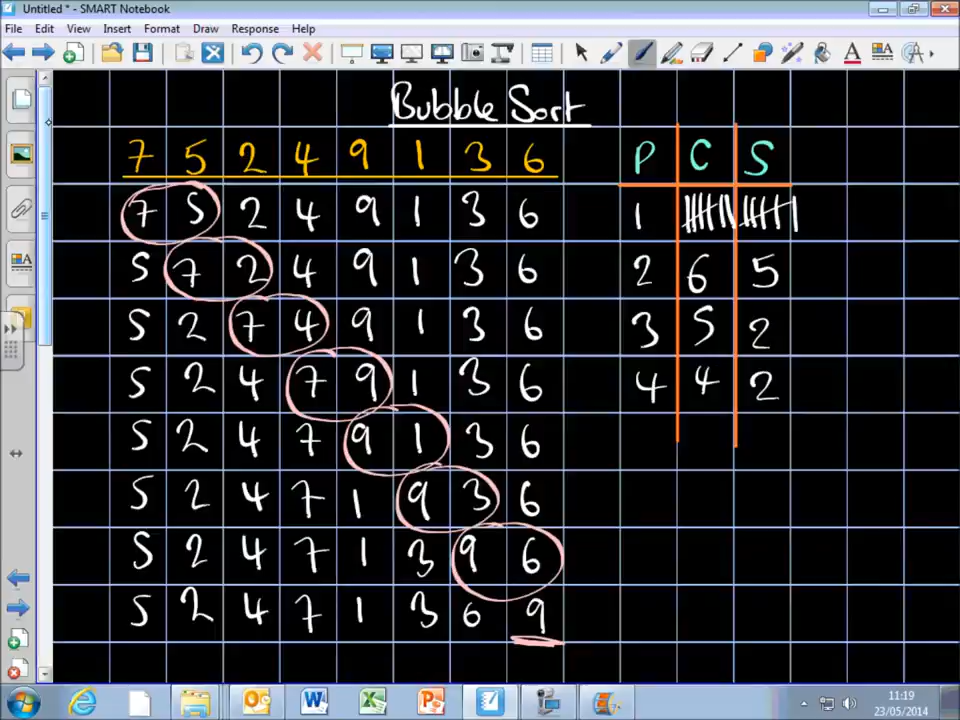 Untitled * - SMART Notebook
File Edit View Insert Format Draw Response Help
Bubble Sort
7 5 2 4 9 1 3 6 P C S
7 5 2 4 9 1 3 6 1
5 7 2 4 9 1 3 6 2 6 5
5 2 7 4 9 1 3 6 3 5 2
5 2 4 7 9 1 3 6 4 4 2
5 2 4 7 9 1 3 6
5 2 4 7 1 9 3 6
5 2 4 7 1 3 9 6
5 2 4 7 1 3 6 9
11:19
23/05/2014